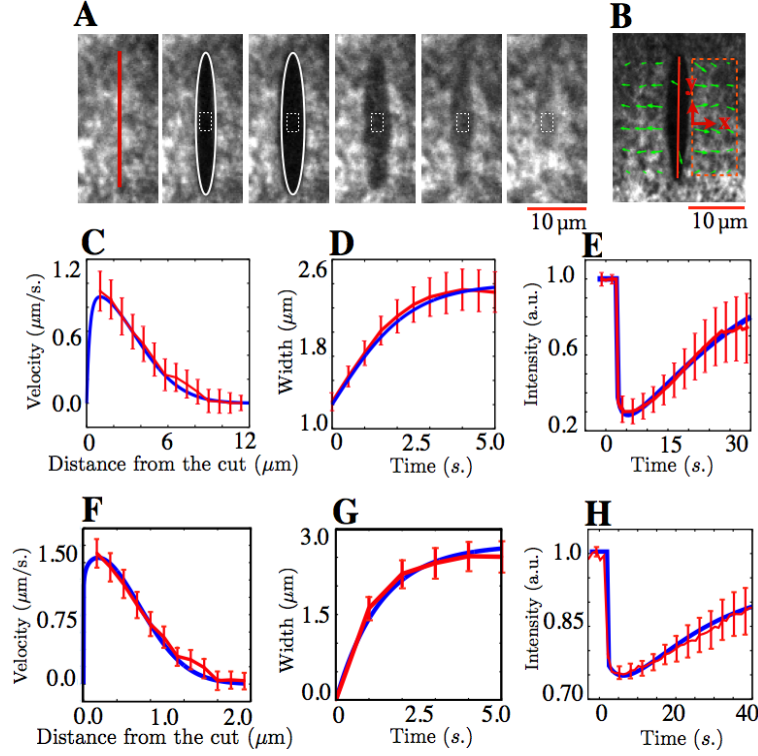 A
B
Y
X
10 μm
10 μm
C
D
E
1.2
0.6
0.0
Velocity (μm/s.)
0
6
12
Distance from the cut (μm)
2.6
1.8
1.0
Width (μm)
0
2.5
5.0
Time (s.)
1.0
0.6
0.2
Intensity (a.u.)
0
15
30
Time (s.)
F
G
H
1.50
0.75
0.0
Velocity (μm/s.)
0.0
1.0
2.0
Distance from the cut (μm)
3.0
1.5
0.0
Width (μm)
0
2.5
5.0
Time (s.)
1.0
0.85
0.70
Intensity (a.u.)
0
20
40
Time (s.)